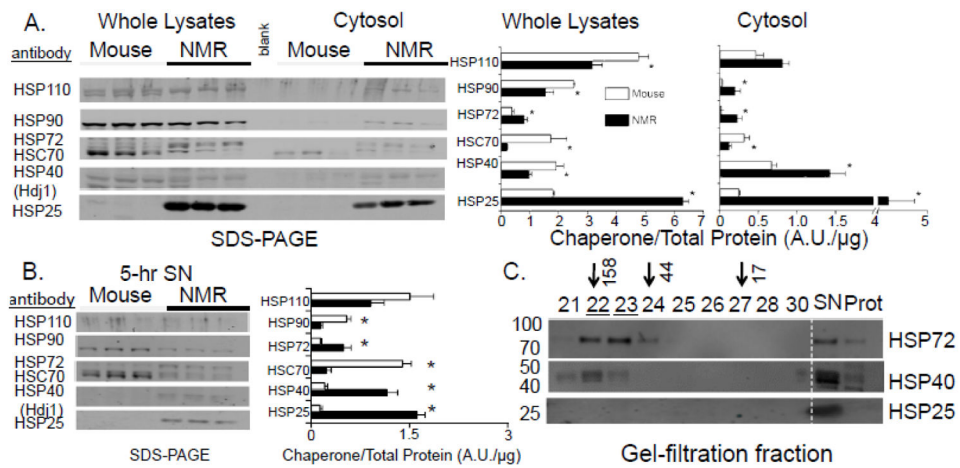 A.
Whole Lysates
Cytosol
antibody
Mouse NMR
blank
Mouse NMR
HSP110
HSP90
HSP72
HSC70
HSP40
(Hdj1)
HSP25
SDS-PAGE
Whole Lysates
Cytosol
HSP110
HSP90
HSP72
HSC70
HSP40
HSP25
Mouse
NMR
* * * * * *
* * * * *
0 1 2 3 4 5 6 7
0 0.5 1.0 1.5 4 5
Chaperone/Total Protein (A.U./µg)
B.
5-hr SN
antibody
Mouse NMR
HSP110
HSP90
HSP72
HSC70
HSP40
(Hdj1)
HSP25
SDS-PAGE
HSP110
HSP90 *
HSP72 *
HSC70 *
HSP40 *
HSP25 *
0 1.5 3
Chaperone/Total Protein (A.U./µg)
C.
158 44 17
21 22 23 24 25 26 27 28 30 SN Prot
100
70
HSP72
50
40
HSP40
25
HSP25
Gel-filtration fraction